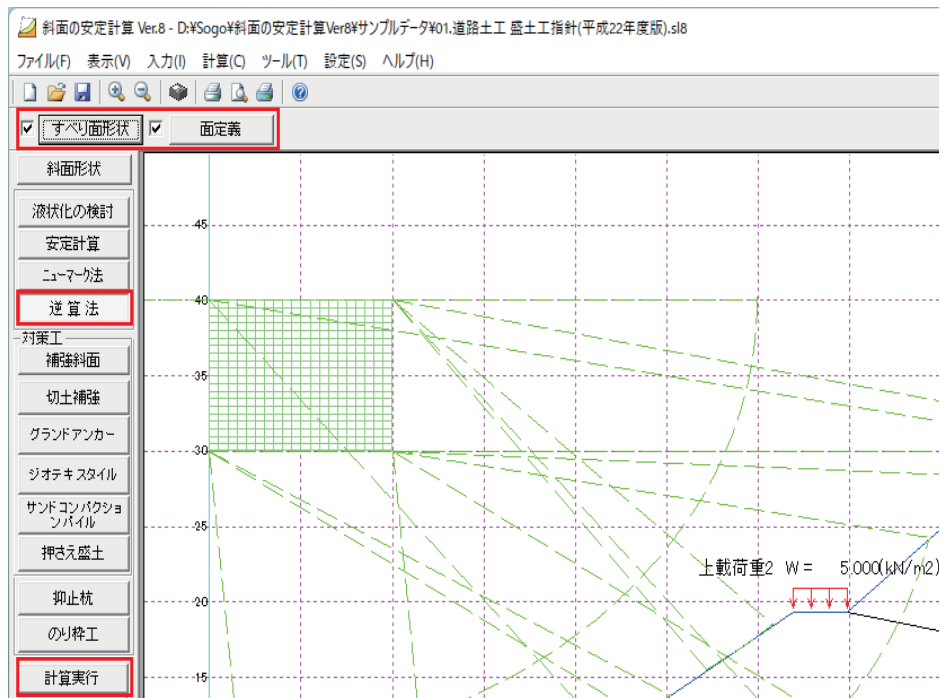 斜面の安定計算 Ver.8 - D:¥Sogo¥斜面の安定計算Ver8¥サンプルデータ¥01.道路土工 盛土工指針(平成22年度版).sl8
ファイル(F) 表示(V) 入力(I) 計算(C) ツール(T) 設定(S) ヘルプ(H)
すべり面形状 面定義
斜面形状
液状化の検討
安定計算
ニューマーク法
逆算法
対策工
補強斜面
切土補強
グランドアンカー
ジオテキスタイル
サンドコンパクショ
ンパイル
押さえ盛土
抑止杭
のり枠工
計算実行
45
40
35
30
25
20
15
上載荷重2 W = 5.000(kN/m2)